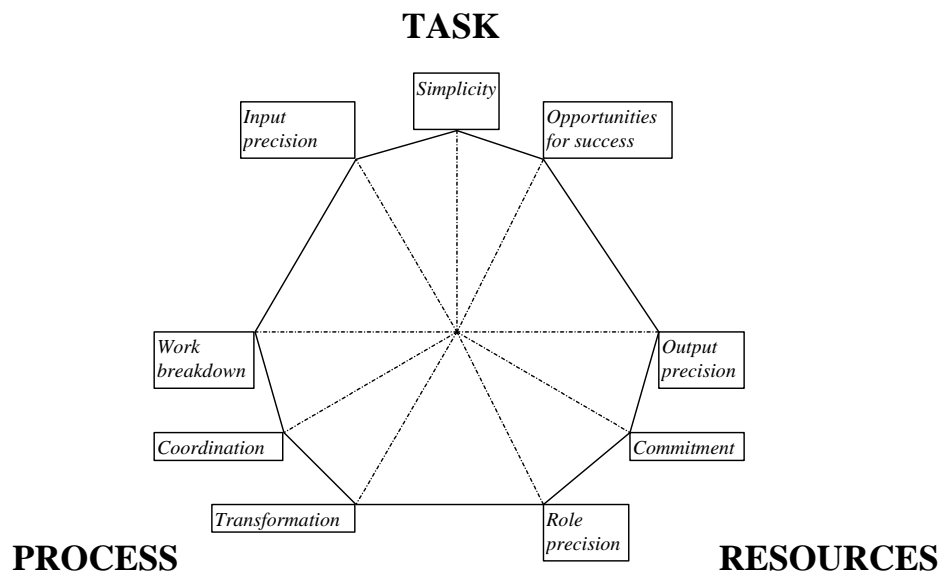 TASK
Simplicity
Input
precision
Opportunities
for success
Work
breakdown
Output
precision
Coordination
Commitment
Transformation
Role
precision
PROCESS
RESOURCES